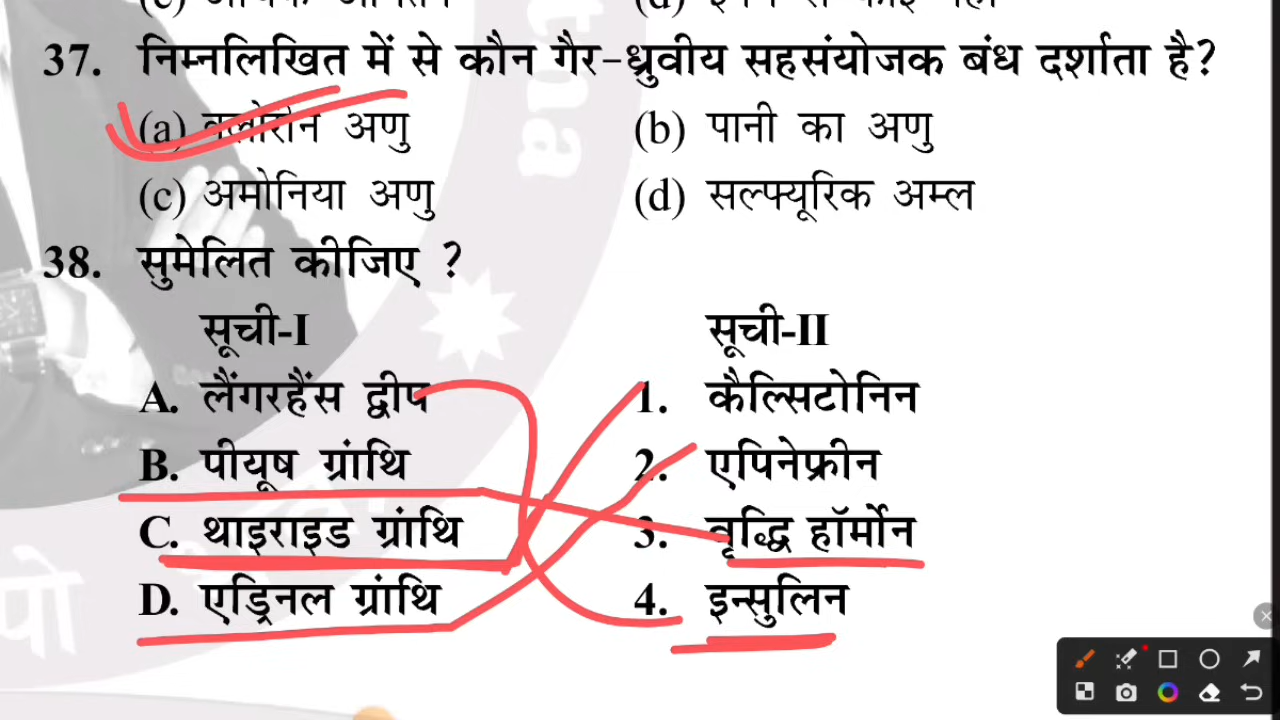 37. निम्नलिखित में से कौन गैर-ध्रुवीय सहसंयोजक बंध दर्शाता है?
(a) क्लोरीन अणु (b) पानी का अणु
(c) अमोनिया अणु (d) सल्फ्यूरिक अम्ल
38. सुमेलित कीजिए ?
सूची-I सूची-II
A. लैंगरहैंस द्वीप 1. कैल्सिटोनिन
B. पीयूष ग्रांथि 2. एपिनेफ्रीन
C. थाइराइड ग्रांथि 3. वृद्धि हॉर्मोन
D. एड्रिनल ग्रांथि 4. इन्सुलिन